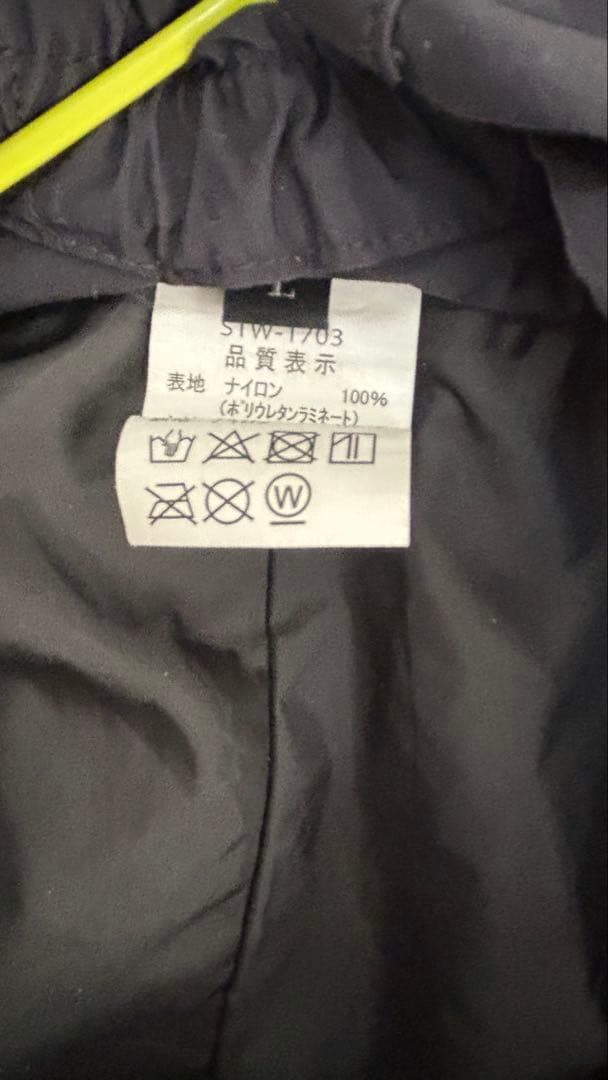 L
STW-1703
品質表示
表地 ナイロン 100%
(ポリウレタンラミネート)
W